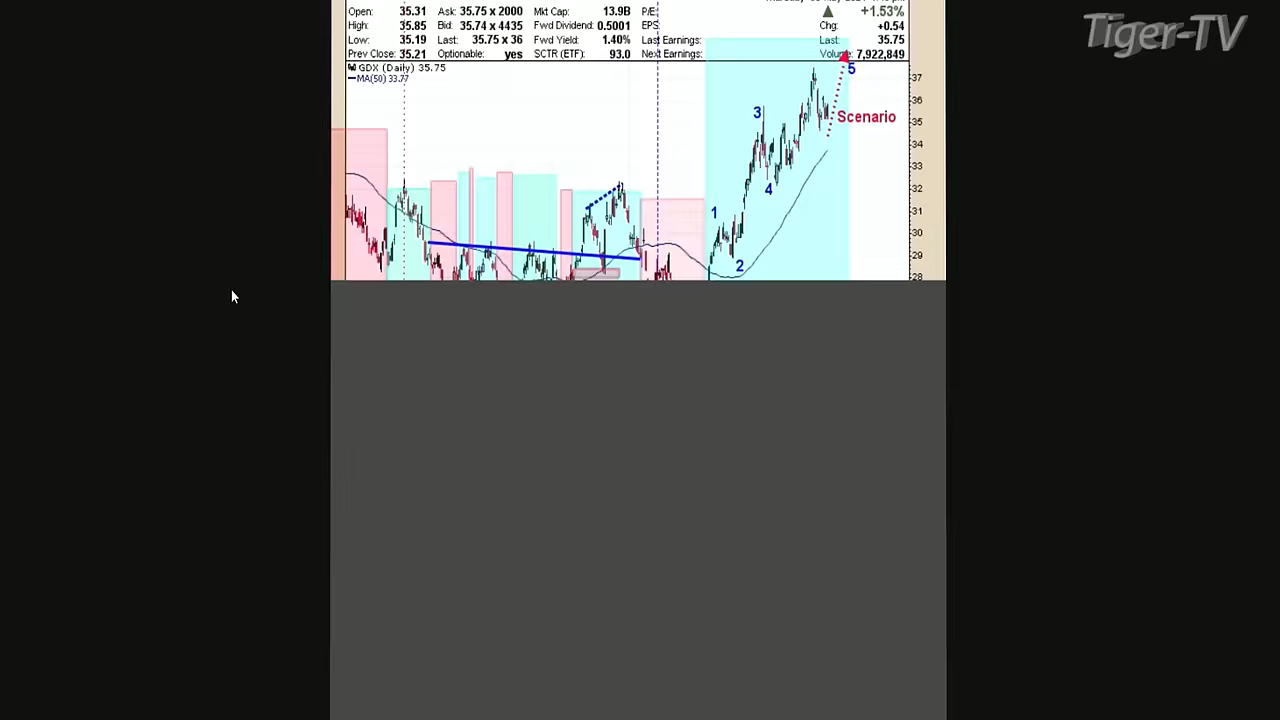 Tiger-TV
Open: 35.31 Ask: 35.75 x 2000 Mkt Cap: 13.9B P/E: +1.53%
High: 35.85 Bid: 35.74 x 4435 Fwd Dividend: 0.5001 EPS: Chg: +0.54
Low: 35.19 Last: 35.75 x 36 Fwd Yield: 1.40% Last Earnings: Last: 35.75
Prev Close: 35.21 Optionable: yes SCTR (ETF): 93.0 Next Earnings: Volume: 7,922,849
GDX (Daily) 35.75
MA(50) 33.77
5
37
36
3
Scenario
35
34
33
4
32
1
31
30
29
2
28